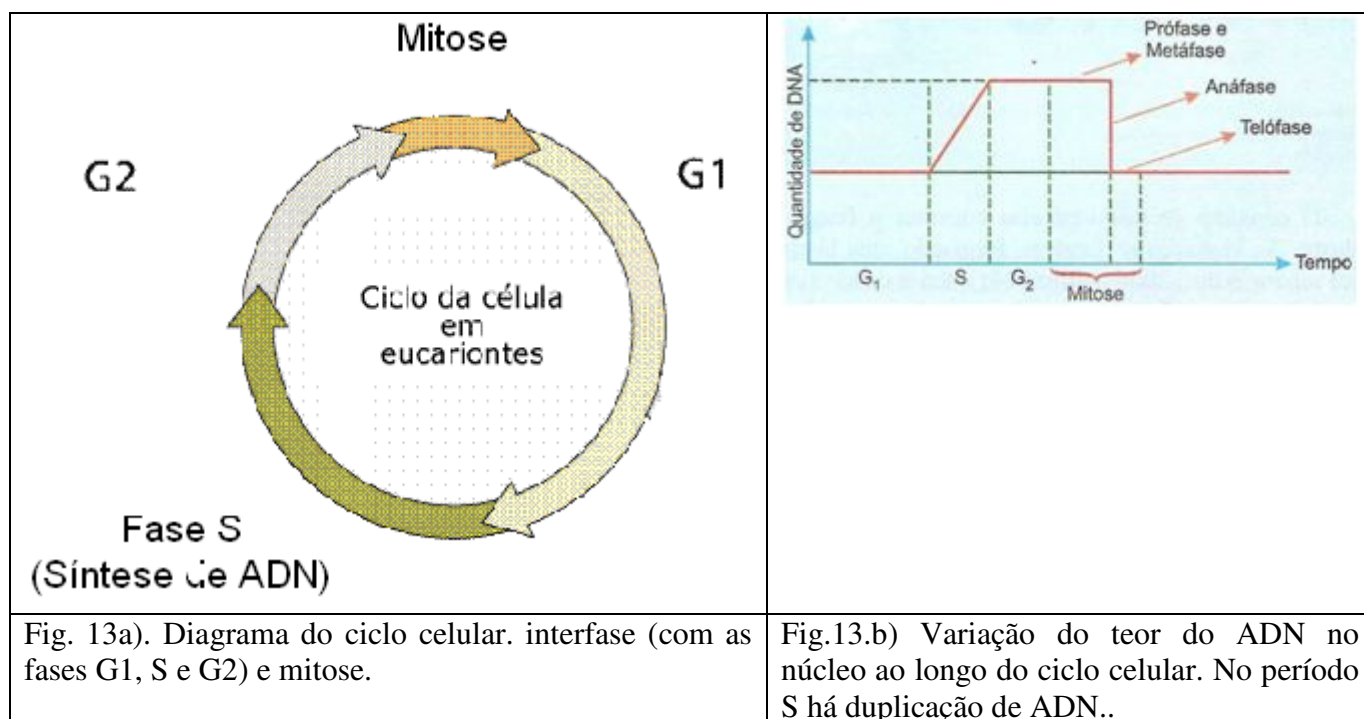 Mitose
G2
G1
Ciclo da célula
em
eucariontes
Fase S
(Síntese de ADN)
Quantidade de DNA
Prófase e
Metáfase
Anáfase
Telófase
Tempo
G1
S
G2
Mitose
Fig. 13a). Diagrama do ciclo celular. interfase (com as
fases G1, S e G2) e mitose.
Fig.13.b) Variação do teor do ADN no
núcleo ao longo do ciclo celular. No período
S há duplicação de ADN..